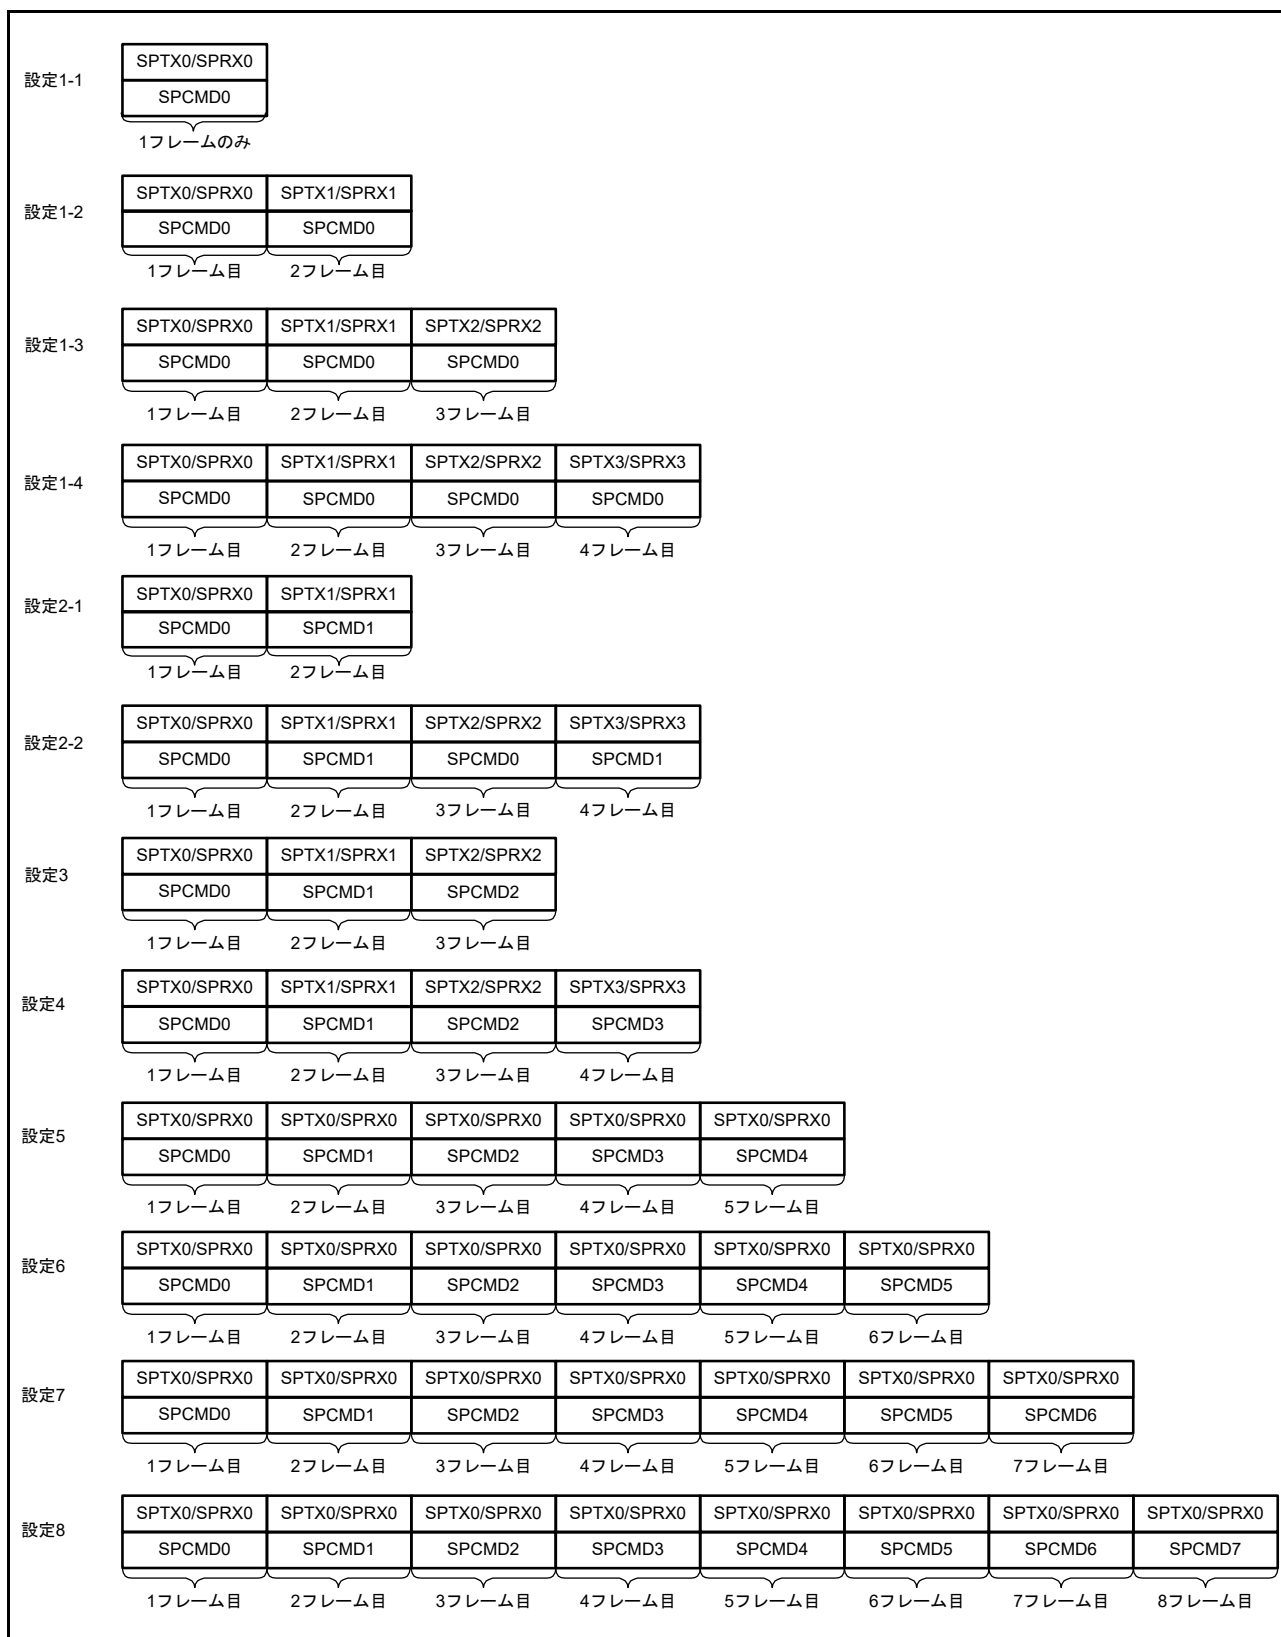 設定1-1
SPTX0/SPRX0
SPCMD0
1フレームのみ
設定1-2
SPTX0/SPRX0 SPTX1/SPRX1
SPCMD0 SPCMD0
1フレーム目 2フレーム目
設定1-3
SPTX0/SPRX0 SPTX1/SPRX1 SPTX2/SPRX2
SPCMD0 SPCMD0 SPCMD0
1フレーム目 2フレーム目 3フレーム目
設定1-4
SPTX0/SPRX0 SPTX1/SPRX1 SPTX2/SPRX2 SPTX3/SPRX3
SPCMD0 SPCMD0 SPCMD0 SPCMD0
1フレーム目 2フレーム目 3フレーム目 4フレーム目
設定2-1
SPTX0/SPRX0 SPTX1/SPRX1
SPCMD0 SPCMD1
1フレーム目 2フレーム目
設定2-2
SPTX0/SPRX0 SPTX1/SPRX1 SPTX2/SPRX2 SPTX3/SPRX3
SPCMD0 SPCMD1 SPCMD0 SPCMD1
1フレーム目 2フレーム目 3フレーム目 4フレーム目
設定3
SPTX0/SPRX0 SPTX1/SPRX1 SPTX2/SPRX2
SPCMD0 SPCMD1 SPCMD2
1フレーム目 2フレーム目 3フレーム目
設定4
SPTX0/SPRX0 SPTX1/SPRX1 SPTX2/SPRX2 SPTX3/SPRX3
SPCMD0 SPCMD1 SPCMD2 SPCMD3
1フレーム目 2フレーム目 3フレーム目 4フレーム目
設定5
SPTX0/SPRX0 SPTX0/SPRX0 SPTX0/SPRX0 SPTX0/SPRX0 SPTX0/SPRX0
SPCMD0 SPCMD1 SPCMD2 SPCMD3 SPCMD4
1フレーム目 2フレーム目 3フレーム目 4フレーム目 5フレーム目
設定6
SPTX0/SPRX0 SPTX0/SPRX0 SPTX0/SPRX0 SPTX0/SPRX0 SPTX0/SPRX0 SPTX0/SPRX0
SPCMD0 SPCMD1 SPCMD2 SPCMD3 SPCMD4 SPCMD5
1フレーム目 2フレーム目 3フレーム目 4フレーム目 5フレーム目 6フレーム目
設定7
SPTX0/SPRX0 SPTX0/SPRX0 SPTX0/SPRX0 SPTX0/SPRX0 SPTX0/SPRX0 SPTX0/SPRX0 SPTX0/SPRX0
SPCMD0 SPCMD1 SPCMD2 SPCMD3 SPCMD4 SPCMD5 SPCMD6
1フレーム目 2フレーム目 3フレーム目 4フレーム目 5フレーム目 6フレーム目 7フレーム目
設定8
SPTX0/SPRX0 SPTX0/SPRX0 SPTX0/SPRX0 SPTX0/SPRX0 SPTX0/SPRX0 SPTX0/SPRX0 SPTX0/SPRX0 SPTX0/SPRX0
SPCMD0 SPCMD1 SPCMD2 SPCMD3 SPCMD4 SPCMD5 SPCMD6 SPCMD7
1フレーム目 2フレーム目 3フレーム目 4フレーム目 5フレーム目 6フレーム目 7フレーム目 8フレーム目